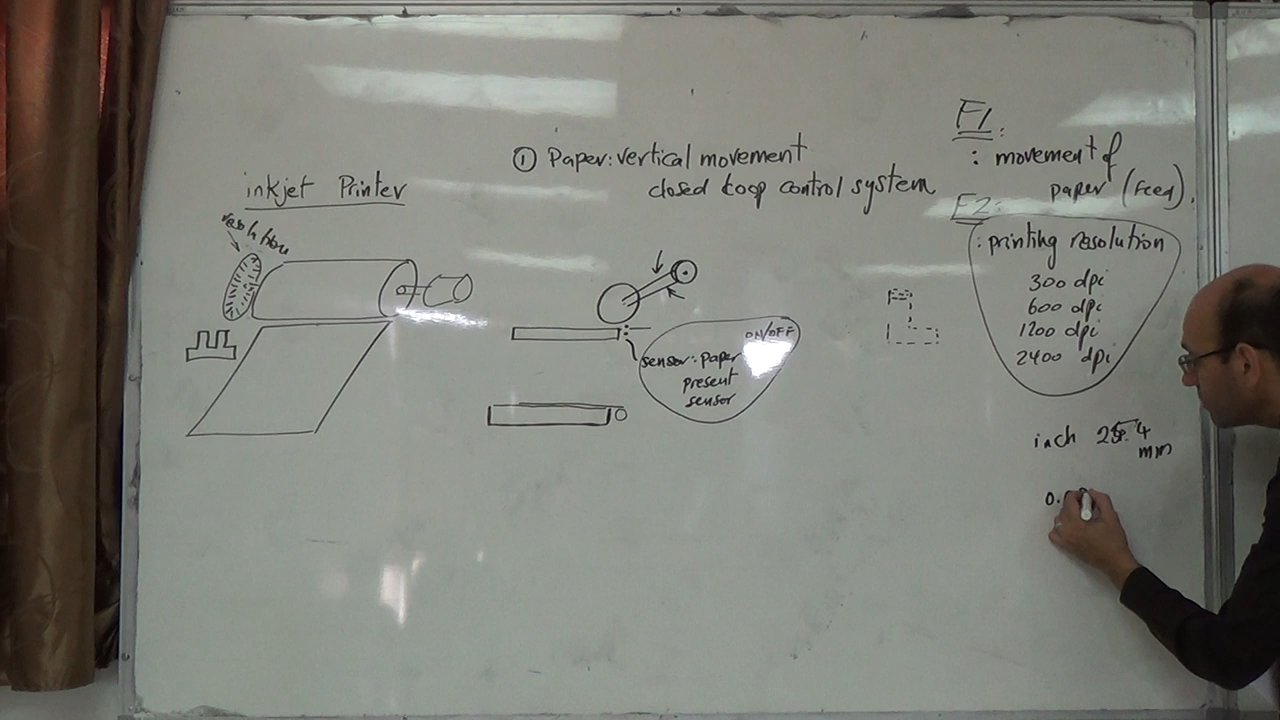 inkjet Printer
resolution
① Paper: vertical movement
closed loop control system
ON/OFF
sensor: paper
present
sensor
F1:
: movement of
paper (Feed).
F2:
: printing resolution
300 dpi
600 dpi
1200 dpi
2400 dpi
inch 25.4
mm
0.